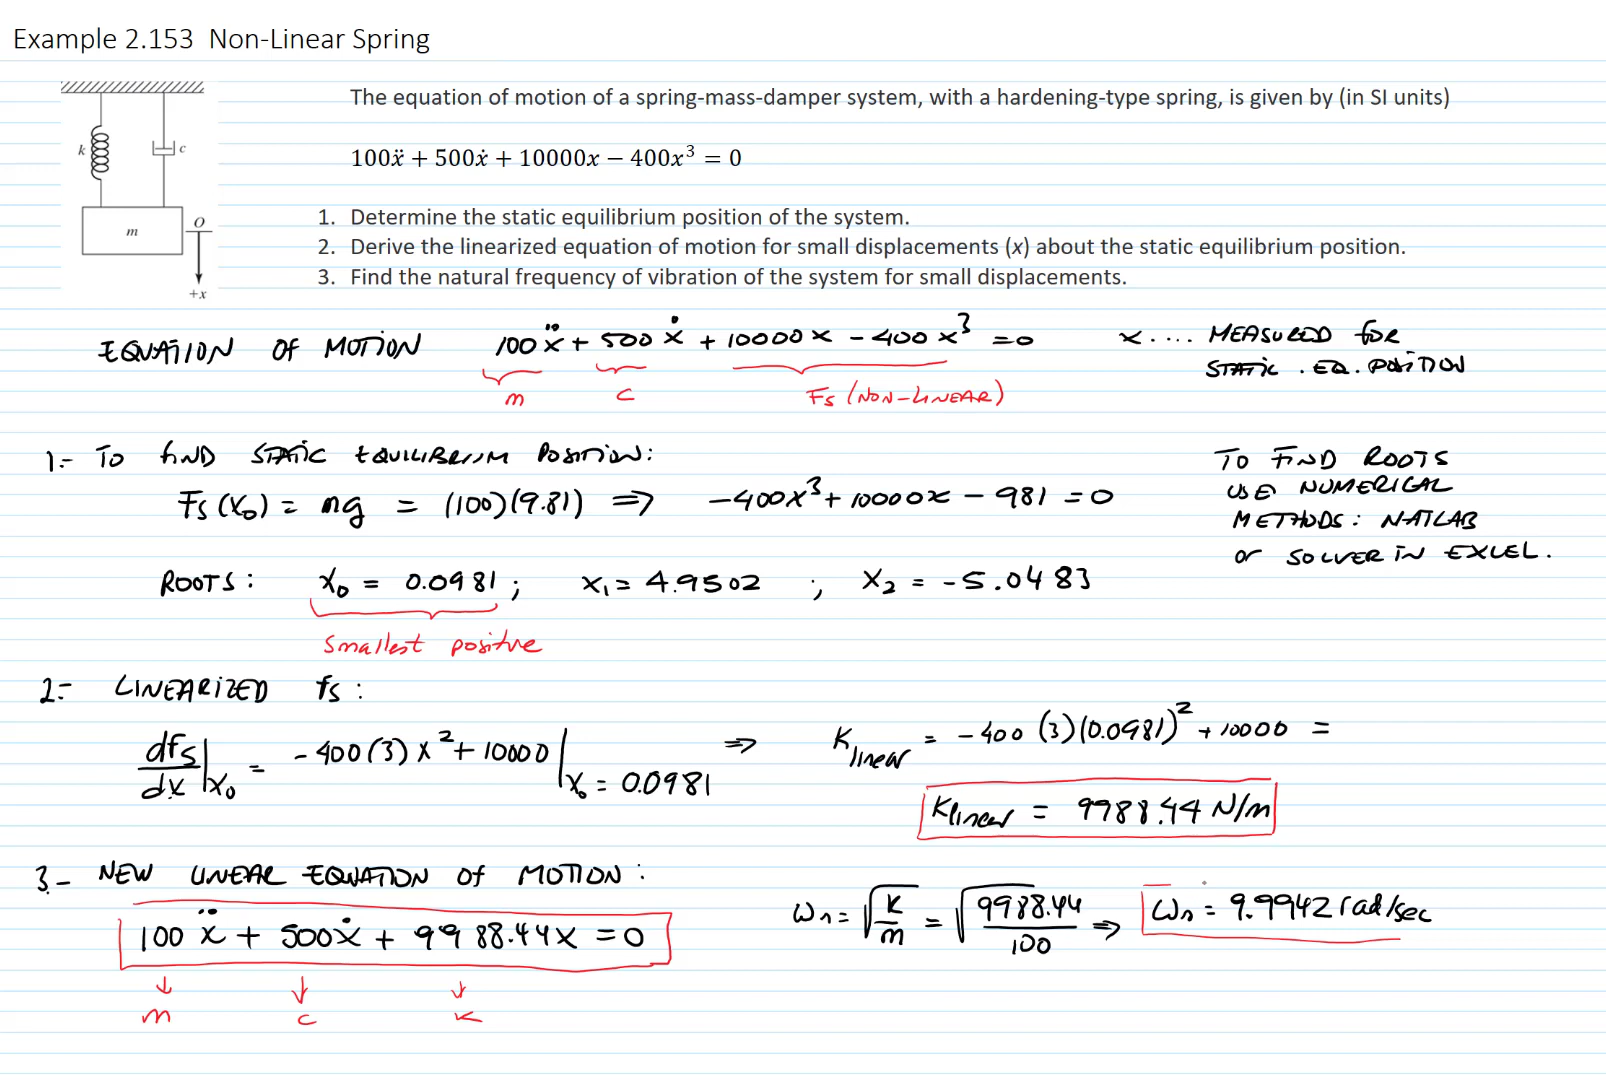 Example 2.153 Non-Linear Spring
The equation of motion of a spring-mass-damper system, with a hardening-type spring, is given by (in SI units)
100ẍ + 500ẋ + 10000x − 400x³ = 0
k
c
m
O
+x
1. Determine the static equilibrium position of the system.
2. Derive the linearized equation of motion for small displacements (x) about the static equilibrium position.
3. Find the natural frequency of vibration of the system for small displacements.
EQUATION OF MOTION 100ẍ + 500ẋ + 10000x − 400x³ = 0
m c Fs (NON-LINEAR)
x .... MEASURED FOR
STATIC . EQ. POSITION
1.- TO FIND STATIC EQUILIBRIUM POSITION:
Fs(x₀) = mg = (100)(9.81) ⇒ −400x³ + 10000x − 981 = 0
TO FIND ROOTS
USE NUMERICAL
METHODS: MATLAB
or SOLVER IN EXCEL.
ROOTS: x₀ = 0.0981; x₁ = 4.9502; x₂ = −5.0483
smallest positive
2.- LINEARIZED fs:
dfs/dx |x₀ = −400(3)x² + 10000 |x₀ = 0.0981 ⇒ K linear = −400(3)(0.0981)² + 10000 =
Klinear = 9988.44 N/m
3.- NEW LINEAR EQUATION OF MOTION:
100ẍ + 500ẋ + 9988.44x = 0
↓ ↓ ↓
m c K
ωn = √(K/m) = √(9988.44/100) ⇒ ωn = 9.9942 rad/sec